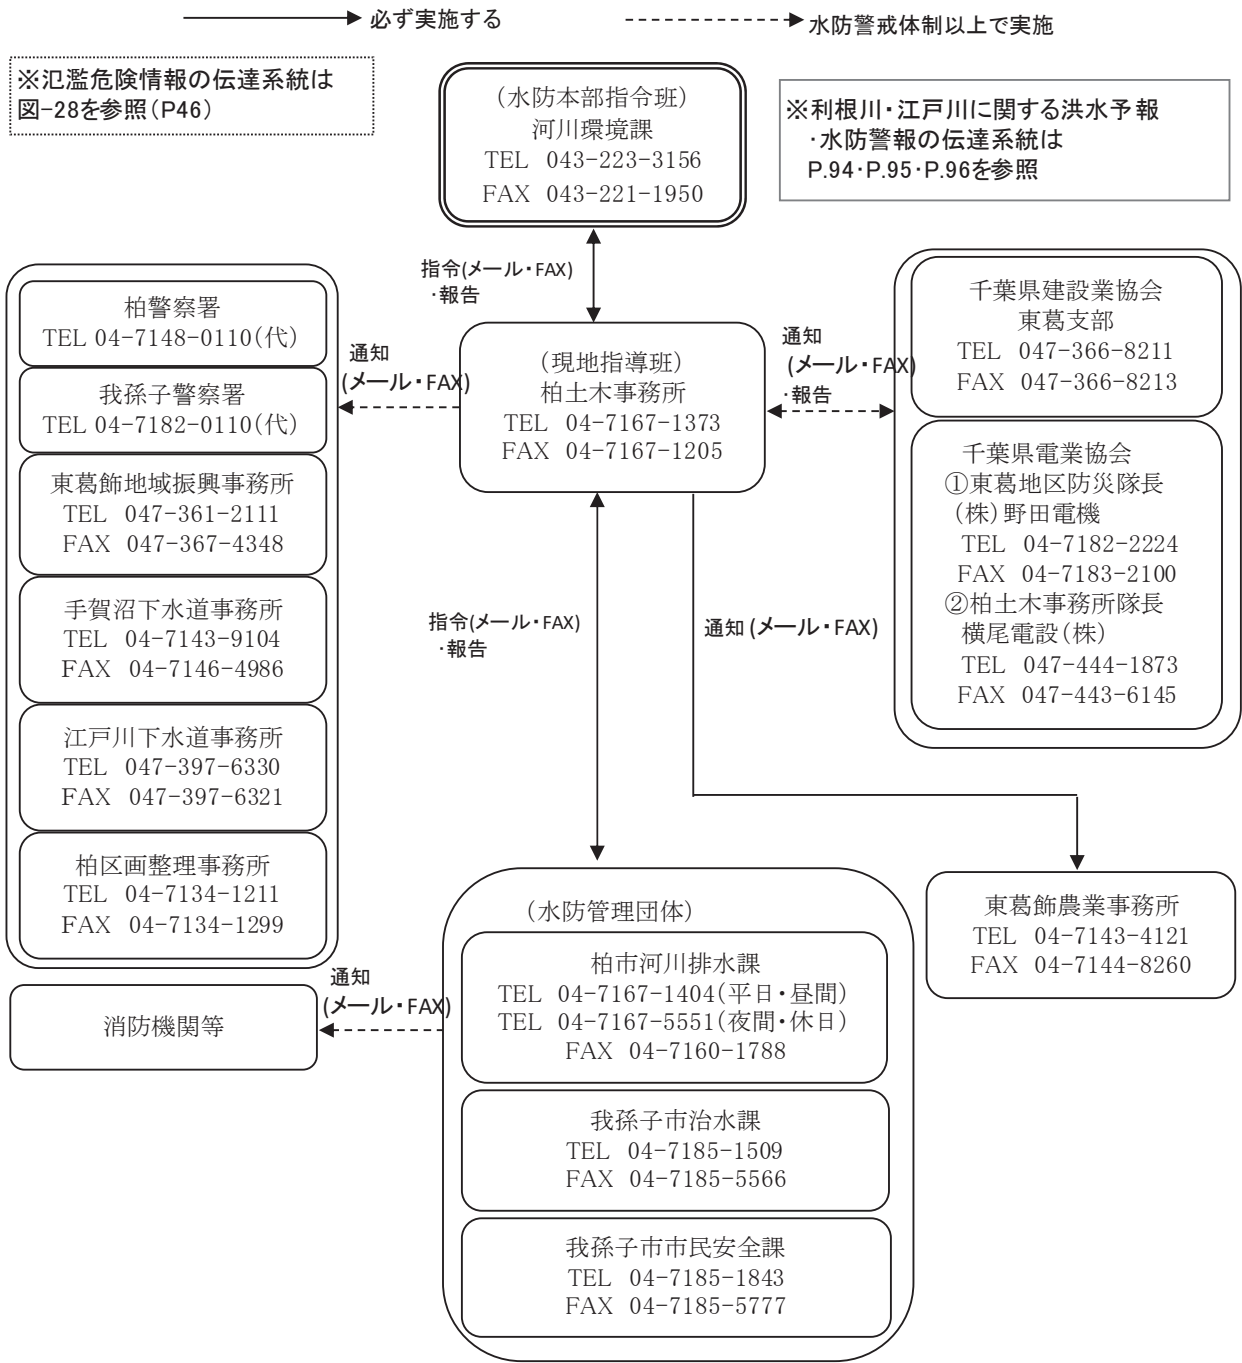 必ず実施する
水防警戒体制以上で実施
※氾濫危険情報の伝達系統は
図-28を参照(P46)
(水防本部指令班)
河川環境課
TEL 043-223-3156
FAX 043-221-1950
※利根川・江戸川に関する洪水予報
・水防警報の伝達系統は
P.94・P.95・P.96を参照
指令(メール・FAX)
・報告
柏警察署
TEL 04-7148-0110(代)
我孫子警察署
TEL 04-7182-0110(代)
東葛飾地域振興事務所
TEL 047-361-2111
FAX 047-367-4348
手賀沼下水道事務所
TEL 04-7143-9104
FAX 04-7146-4986
江戸川下水道事務所
TEL 047-397-6330
FAX 047-397-6321
柏区画整理事務所
TEL 04-7134-1211
FAX 04-7134-1299
通知
(メール・FAX)
(現地指導班)
柏土木事務所
TEL 04-7167-1373
FAX 04-7167-1205
通知
(メール・FAX)
・報告
千葉県建設業協会
東葛支部
TEL 047-366-8211
FAX 047-366-8213
千葉県電業協会
①東葛地区防災隊長
(株)野田電機
TEL 04-7182-2224
FAX 04-7183-2100
②柏土木事務所隊長
横尾電設(株)
TEL 047-444-1873
FAX 047-443-6145
指令(メール・FAX)
・報告
通知(メール・FAX)
東葛飾農業事務所
TEL 04-7143-4121
FAX 04-7144-8260
(水防管理団体)
柏市河川排水課
TEL 04-7167-1404(平日・昼間)
TEL 04-7167-5551(夜間・休日)
FAX 04-7160-1788
我孫子市治水課
TEL 04-7185-1509
FAX 04-7185-5566
我孫子市市民安全課
TEL 04-7185-1843
FAX 04-7185-5777
通知
(メール・FAX)
消防機関等